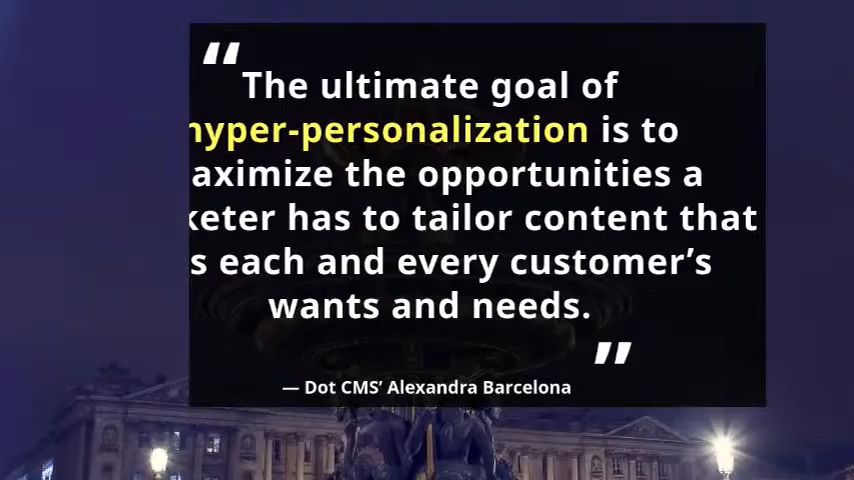 “
The ultimate goal of
hyper-personalization is to
aximize the opportunities a
keter has to tailor content that
s each and every customer’s
wants and needs.
”
— Dot CMS’ Alexandra Barcelona